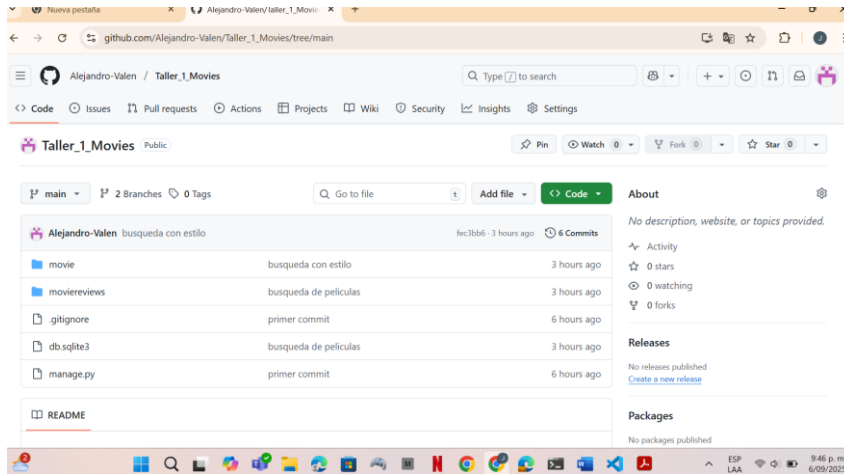 Nueva pestaña
Alejandro-Valen/Taller_1_Movie
github.com/Alejandro-Valen/Taller_1_Movies/tree/main
Alejandro-Valen / Taller_1_Movies
Type / to search
Code Issues Pull requests Actions Projects Wiki Security Insights Settings
Taller_1_Movies Public
Pin Watch 0 Fork 0 Star 0
main 2 Branches 0 Tags Go to file t Add file Code
About
No description, website, or topics provided.
Alejandro-Valen busqueda con estilo fec3bb6 · 3 hours ago 6 Commits
Activity
movie busqueda con estilo 3 hours ago
0 stars
moviereviews busqueda de peliculas 3 hours ago
0 watching
0 forks
.gitignore primer commit 6 hours ago
db.sqlite3 busqueda de peliculas 3 hours ago
Releases
No releases published
manage.py primer commit 6 hours ago
Create a new release
README
Packages
No packages published
ESP
LAA
9:46 p. m
6/09/2025